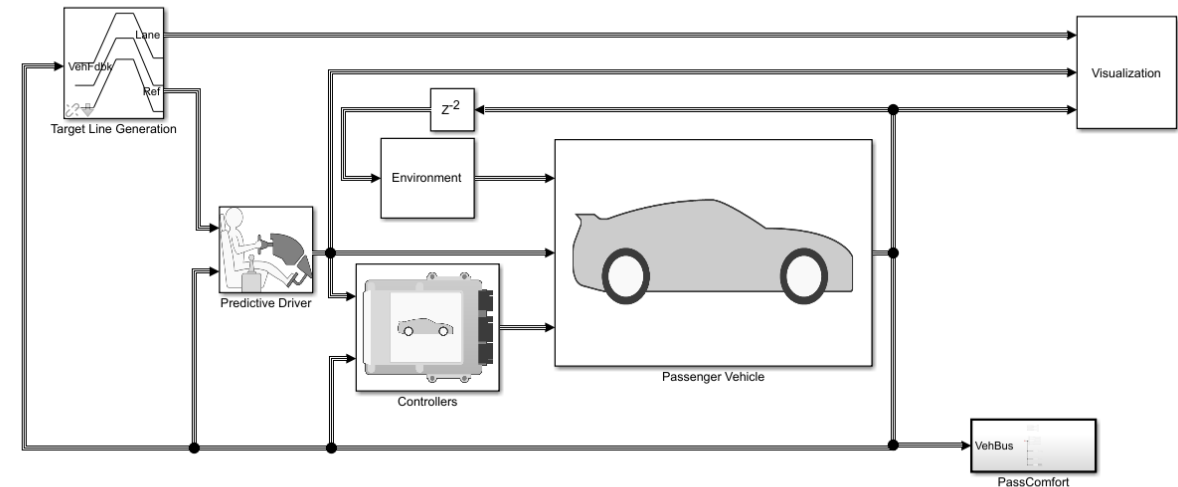 Lane
VehFdbk
Ref
Target Line Generation
Visualization
Z-2
Environment
Predictive Driver
Passenger Vehicle
Controllers
VehBus
PassComfort